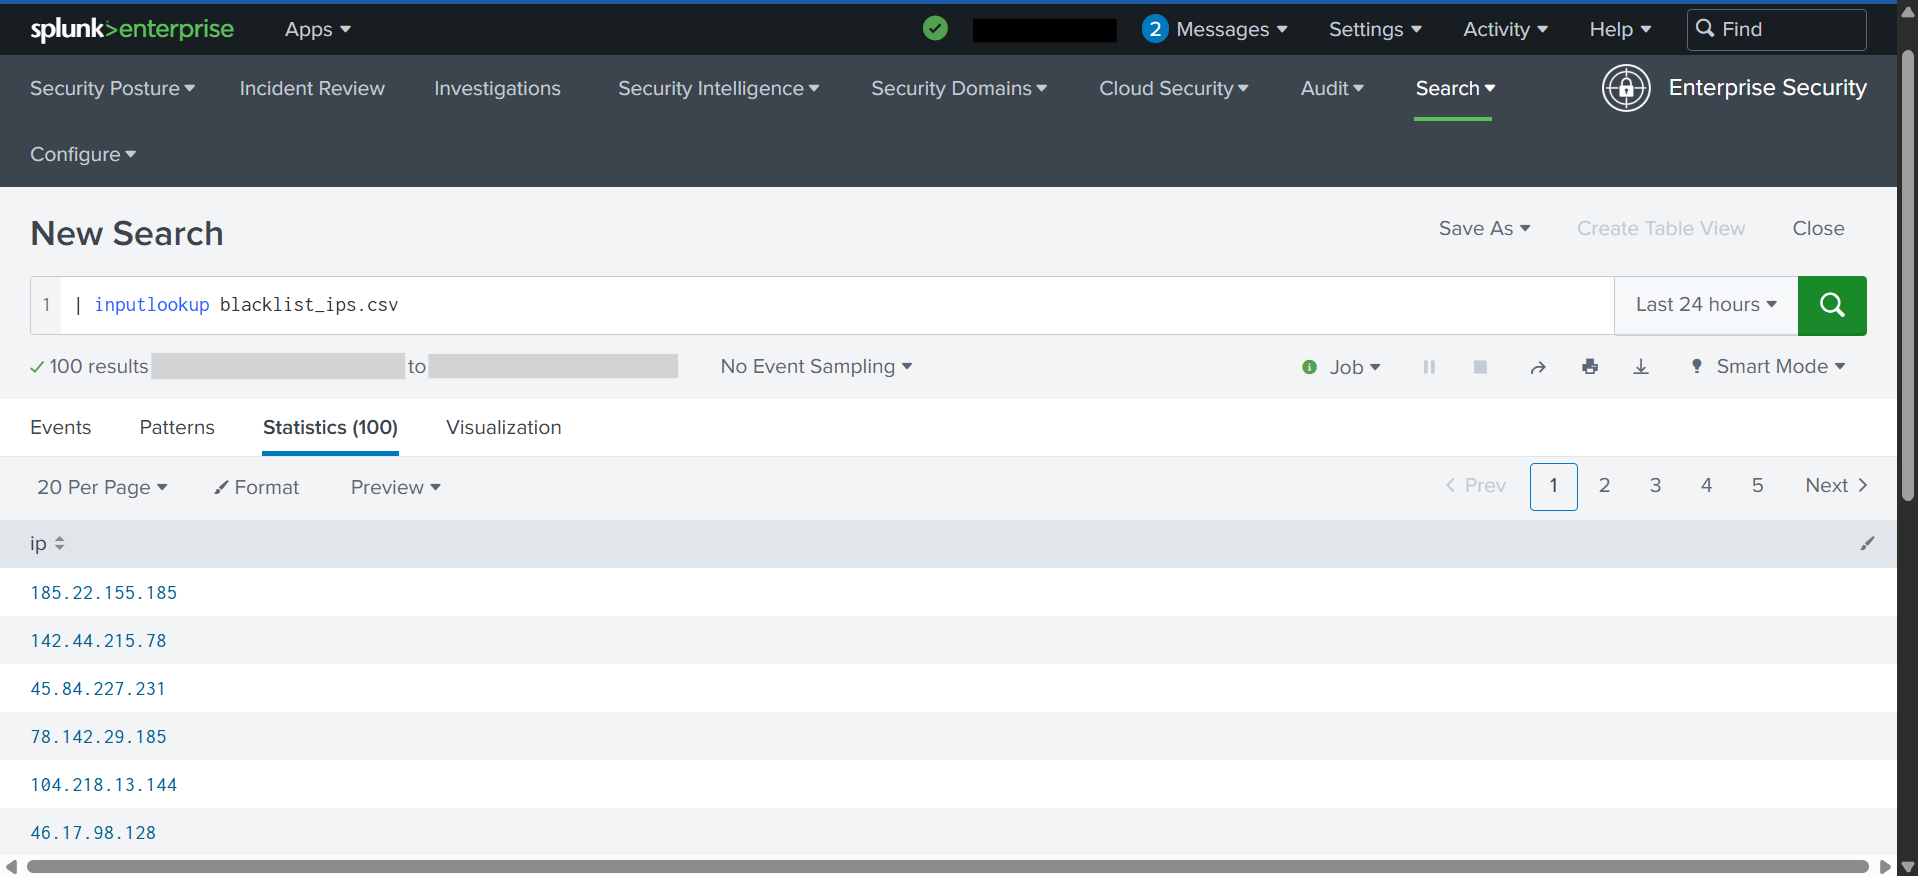 splunk>enterprise Apps 2 Messages Settings Activity Help Find
Security Posture Incident Review Investigations Security Intelligence Security Domains Cloud Security Audit Search Enterprise Security
Configure
New Search
Save As Create Table View Close
1 | inputlookup blacklist_ips.csv Last 24 hours
100 results to No Event Sampling Job Smart Mode
Events Patterns Statistics (100) Visualization
20 Per Page Format Preview < Prev 1 2 3 4 5 Next >
ip
185.22.155.185
142.44.215.78
45.84.227.231
78.142.29.185
104.218.13.144
46.17.98.128